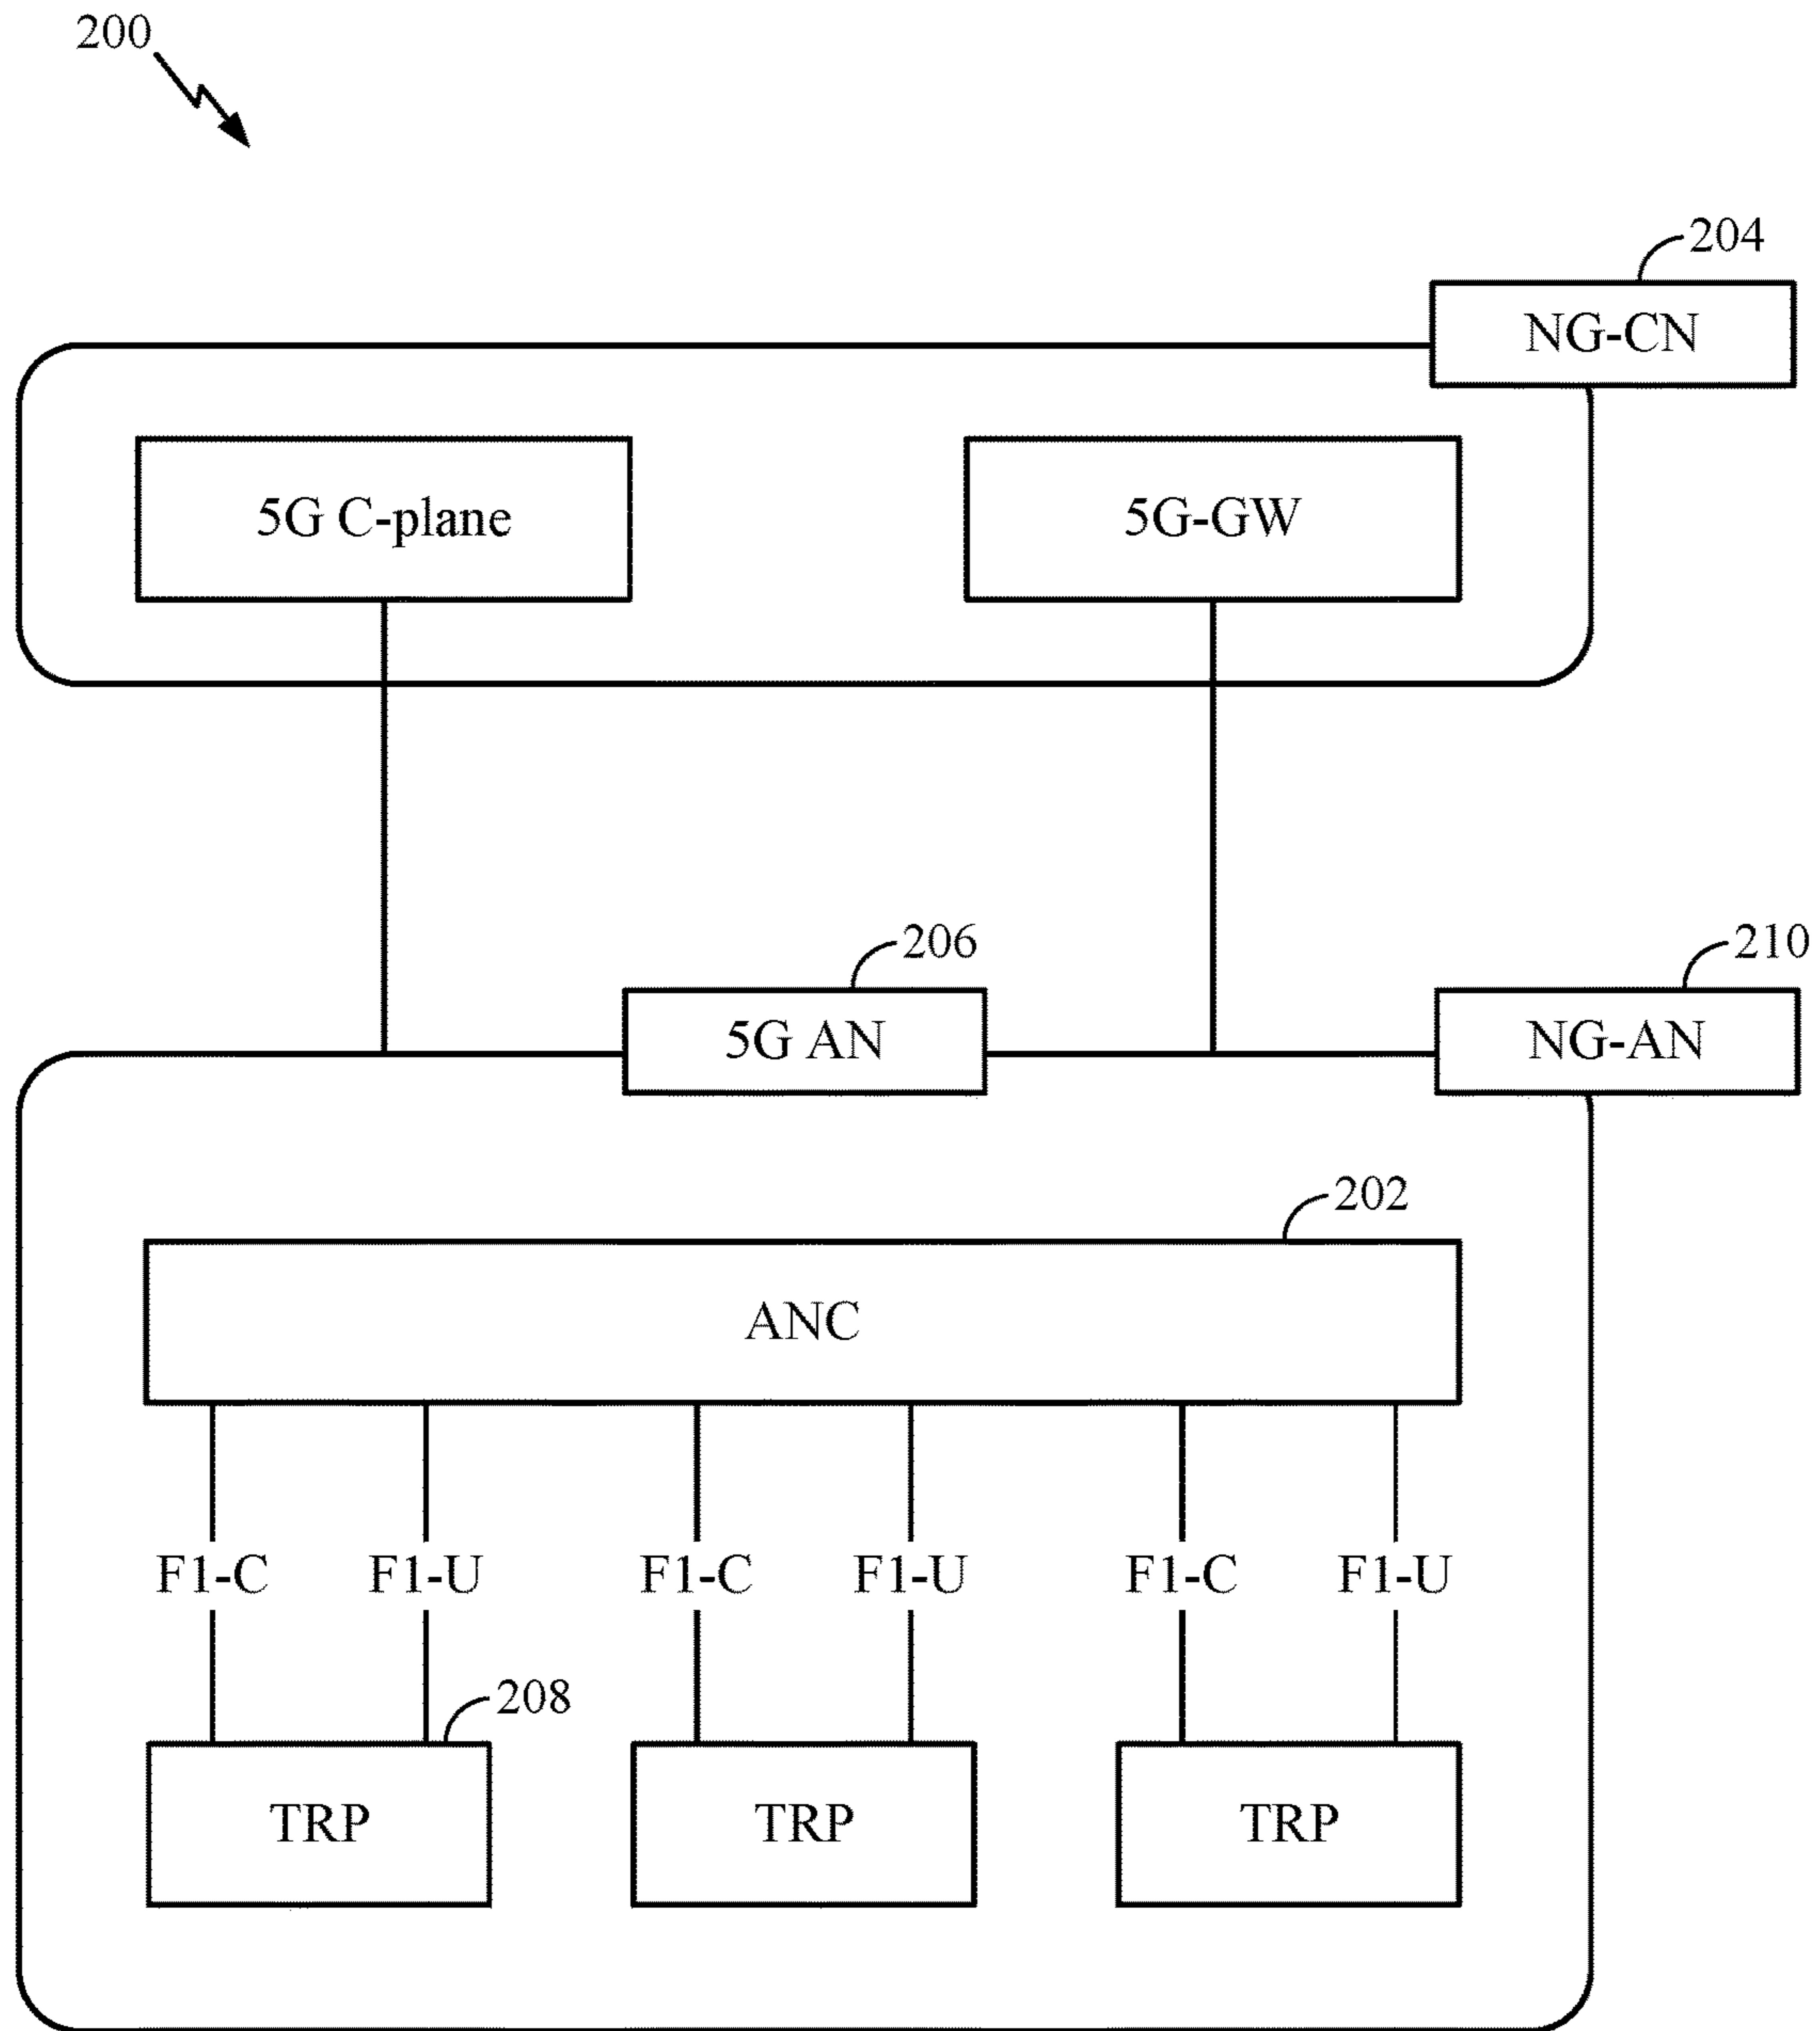 200
204
NG-CN
5G C-plane
5G-GW
206
210
5G AN
NG-AN
202
ANC
F1-C F1-U F1-C F1-U F1-C F1-U
208
TRP TRP TRP